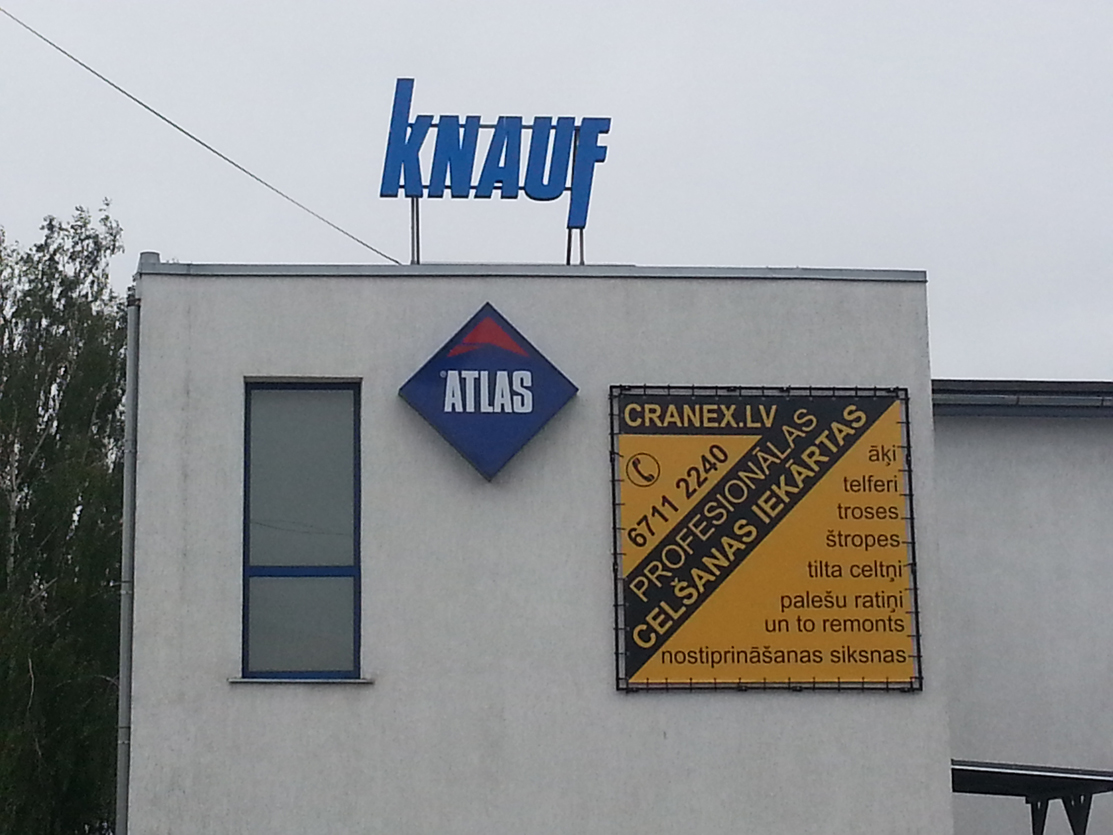 KNAUF
ATLAS
CRANEX.LV
6711 2240
PROFESIONĀLAS
CELŠANAS IEKĀRTAS
āķi
telferi
troses
štropes
tilta celtņi
palešu ratiņi
un to remonts
nostiprināšanas siksnas